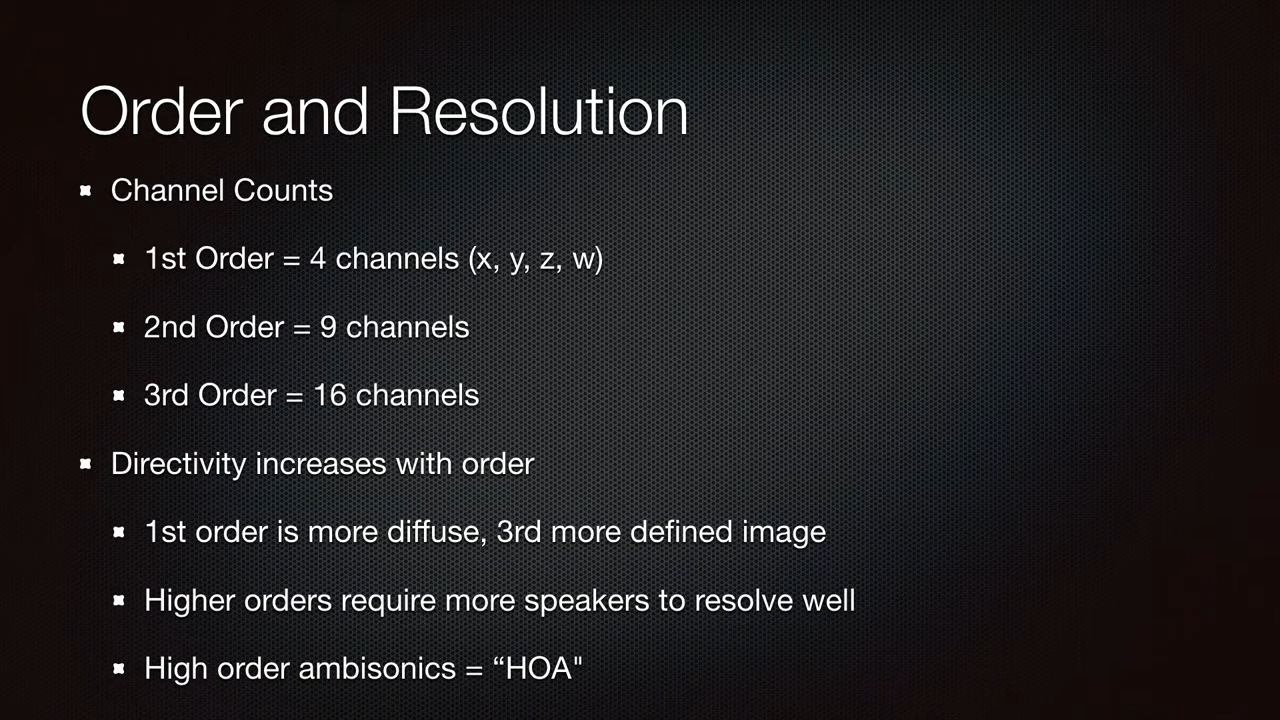 Order and Resolution
Channel Counts
1st Order = 4 channels (x, y, z, w)
2nd Order = 9 channels
3rd Order = 16 channels
Directivity increases with order
1st order is more diffuse, 3rd more defined image
Higher orders require more speakers to resolve well
High order ambisonics = “HOA"